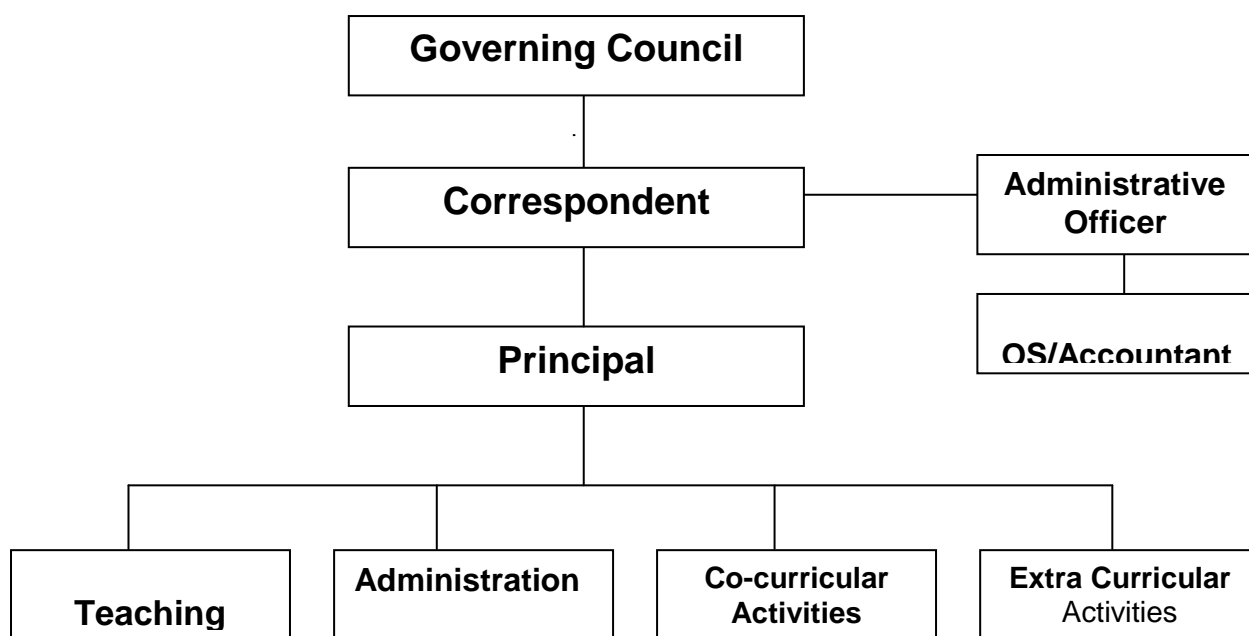 Governing Council
Correspondent
Administrative
Officer
Principal
OS/Accountant
Teaching
Administration
Co-curricular
Activities
Extra Curricular
Activities